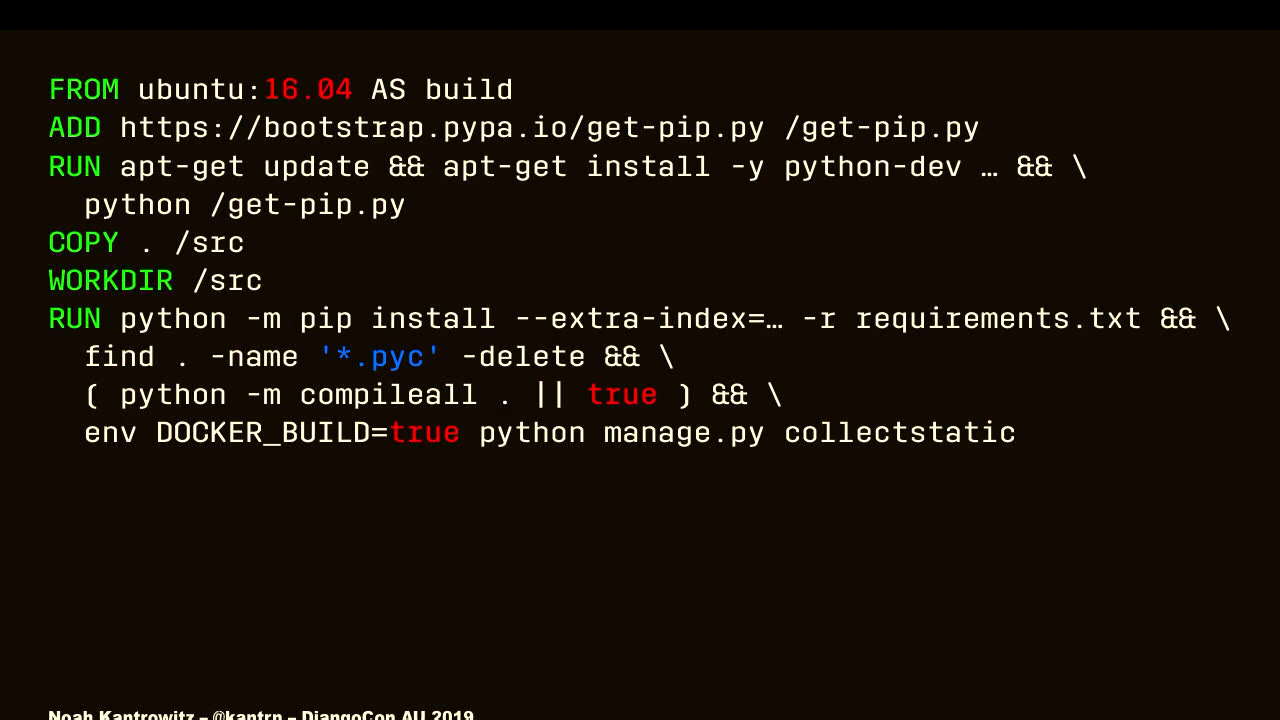 FROM ubuntu:16.04 AS build
ADD https://bootstrap.pypa.io/get-pip.py /get-pip.py
RUN apt-get update && apt-get install -y python-dev … && \
python /get-pip.py
COPY . /src
WORKDIR /src
RUN python -m pip install --extra-index=… -r requirements.txt && \
find . -name '*.pyc' -delete && \
( python -m compileall . || true ) && \
env DOCKER_BUILD=true python manage.py collectstatic
Noah Kantrowitz – @kantrn – DjangoCon AU 2019